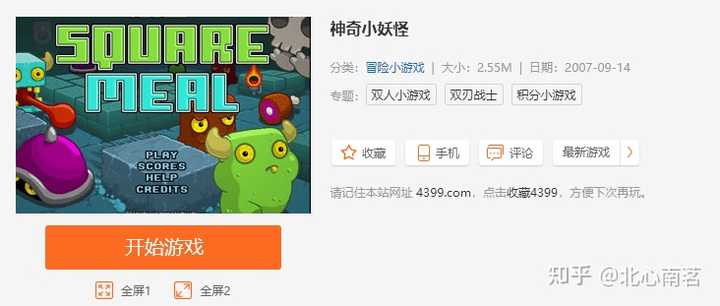 SQUARE
MEAL
PLAY
SCORES
HELP
CREDITS
开始游戏
全屏1 全屏2
神奇小妖怪
分类：冒险小游戏 | 大小：2.55M | 日期：2007-09-14
专题：双人小游戏 双刃战士 积分小游戏
收藏 手机 评论 最新游戏
请记住本站网址 4399.com，点击收藏4399，方便下次再玩。
知乎 @北心南茗